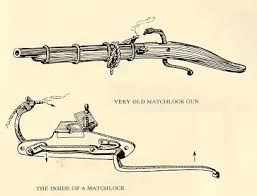 VERY OLD MATCHLOCK GUN
THE INSIDE OF A MATCHLOCK